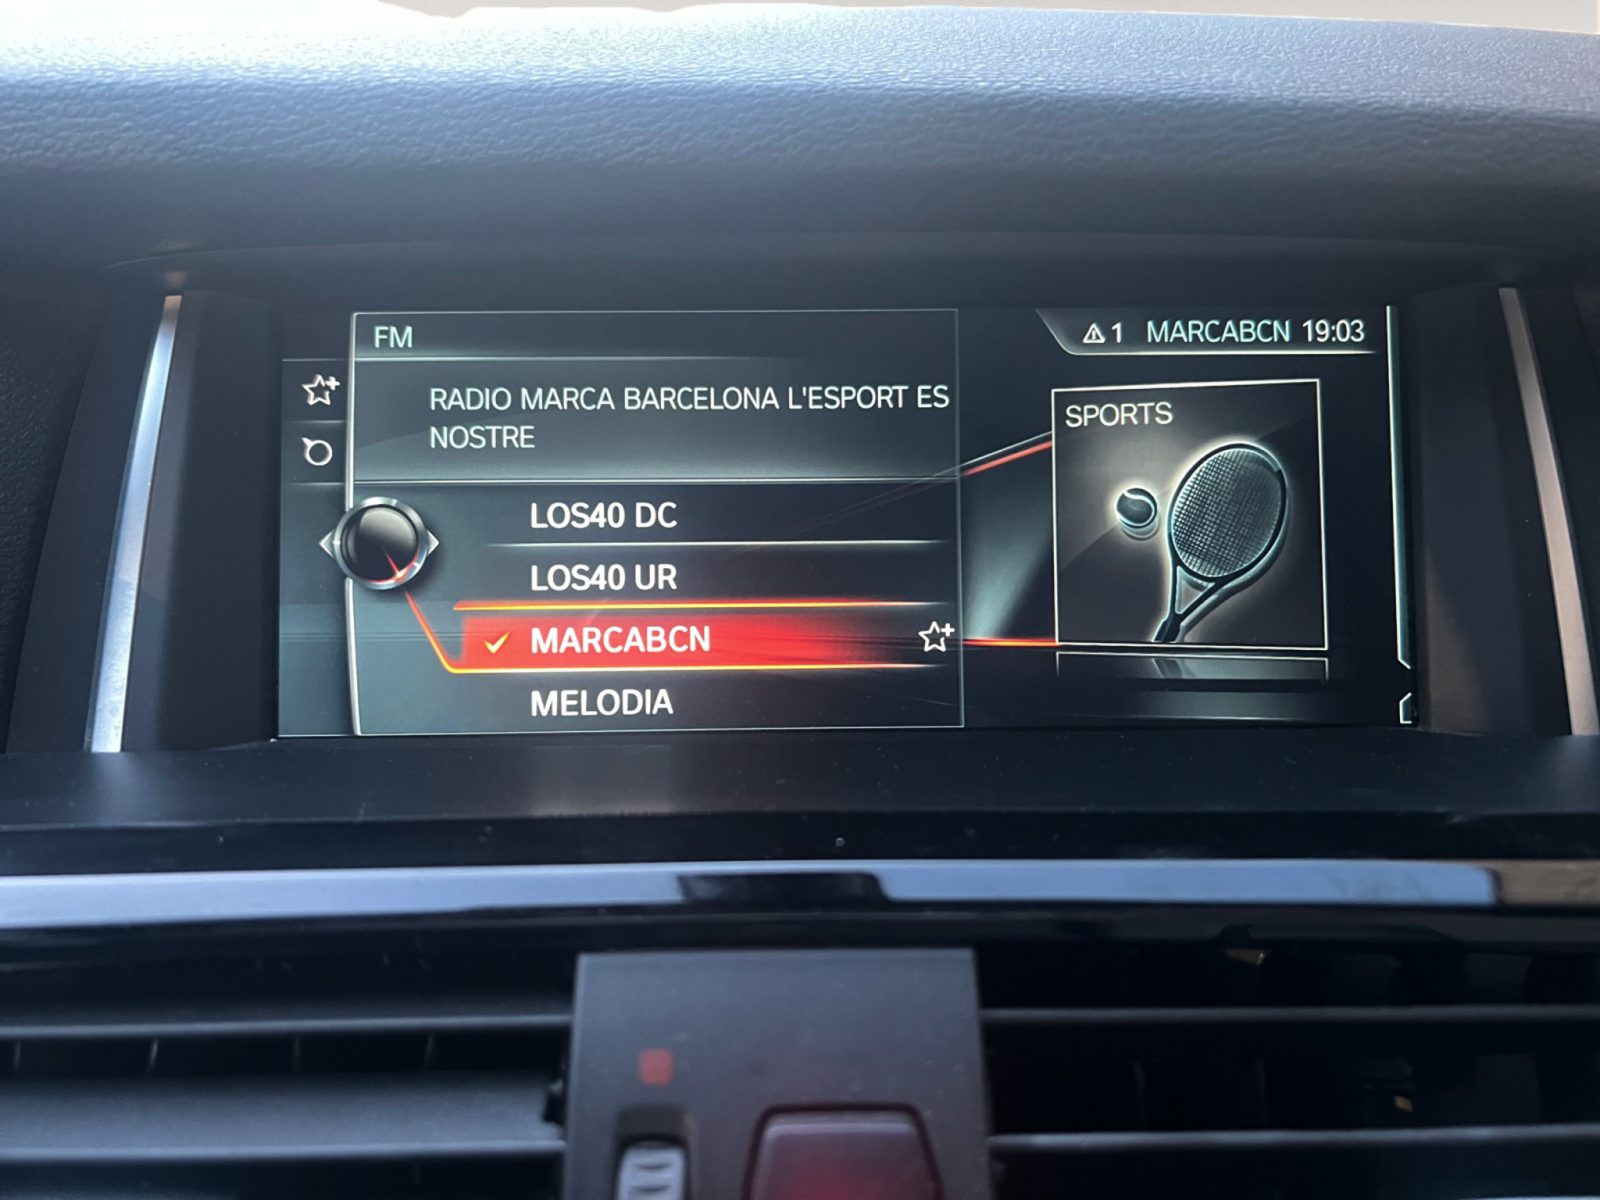 FM
1 MARCABCN 19:03
RADIO MARCA BARCELONA L'ESPORT ES
NOSTRE
SPORTS
LOS40 DC
LOS40 UR
MARCABCN
MELODIA